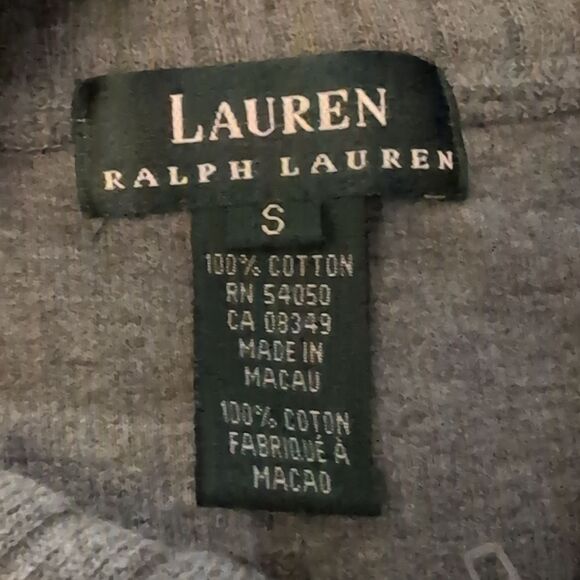 LAUREN
RALPH LAUREN
S
100% COTTON
RN 54050
CA 08349
MADE IN
MACAU
100% COTON
FABRIQUÉ À
MACAO